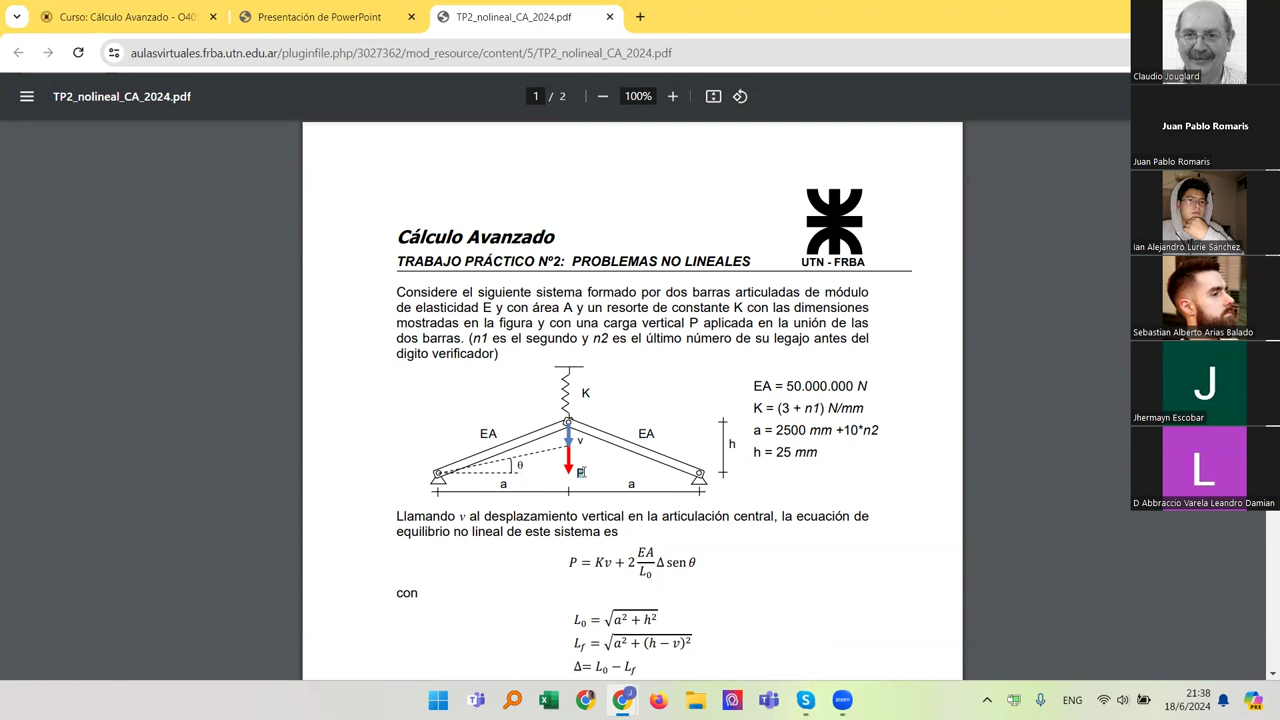 Curso: Cálculo Avanzado - O405
Presentación de PowerPoint
TP2_nolineal_CA_2024.pdf
aulasvirtuales.frba.utn.edu.ar/pluginfile.php/3027362/mod_resource/content/5/TP2_nolineal_CA_2024.pdf
TP2_nolineal_CA_2024.pdf
1 / 2
100%
UTN - FRBA
Cálculo Avanzado
TRABAJO PRÁCTICO Nº2: PROBLEMAS NO LINEALES
Considere el siguiente sistema formado por dos barras articuladas de módulo
de elasticidad E y con área A y un resorte de constante K con las dimensiones
mostradas en la figura y con una carga vertical P aplicada en la unión de las
dos barras. (n1 es el segundo y n2 es el último número de su legajo antes del
digito verificador)
K
EA
EA
v
θ
P
h
a
a
EA = 50.000.000 N
K = (3 + n1) N/mm
a = 2500 mm +10*n2
h = 25 mm
Llamando v al desplazamiento vertical en la articulación central, la ecuación de
equilibrio no lineal de este sistema es
P = Kv + 2 EA/L₀ Δ sen θ
con
L₀ = √(a² + h²)
L_f = √(a² + (h − v)²)
Δ= L₀ − L_f
Claudio Jouglard
Juan Pablo Romaris
Juan Pablo Romaris
Ian Alejandro Lurie Sanchez
Sebastian Alberto Arias Balado
J
Jhermayn Escobar
L
D Abbraccio Varela Leandro Damian
zoom
ENG
21:38
18/6/2024
PRE